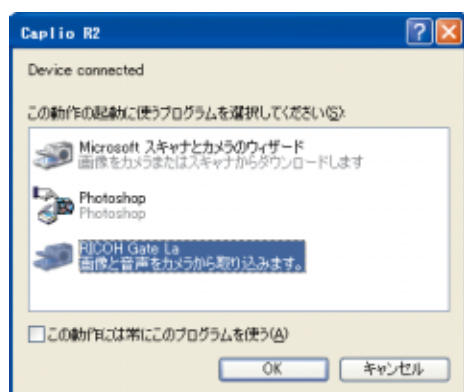 Caplio R2
Device connected
この動作の起動に使うプログラムを選択してください(S):
Microsoft スキャナとカメラのウィザード
画像をカメラまたはスキャナからダウンロードします
Photoshop
Photoshop
RICOH Gate La
画像と音声をカメラから取り込みます。
この動作には常にこのプログラムを使う(A)
OK キャンセル